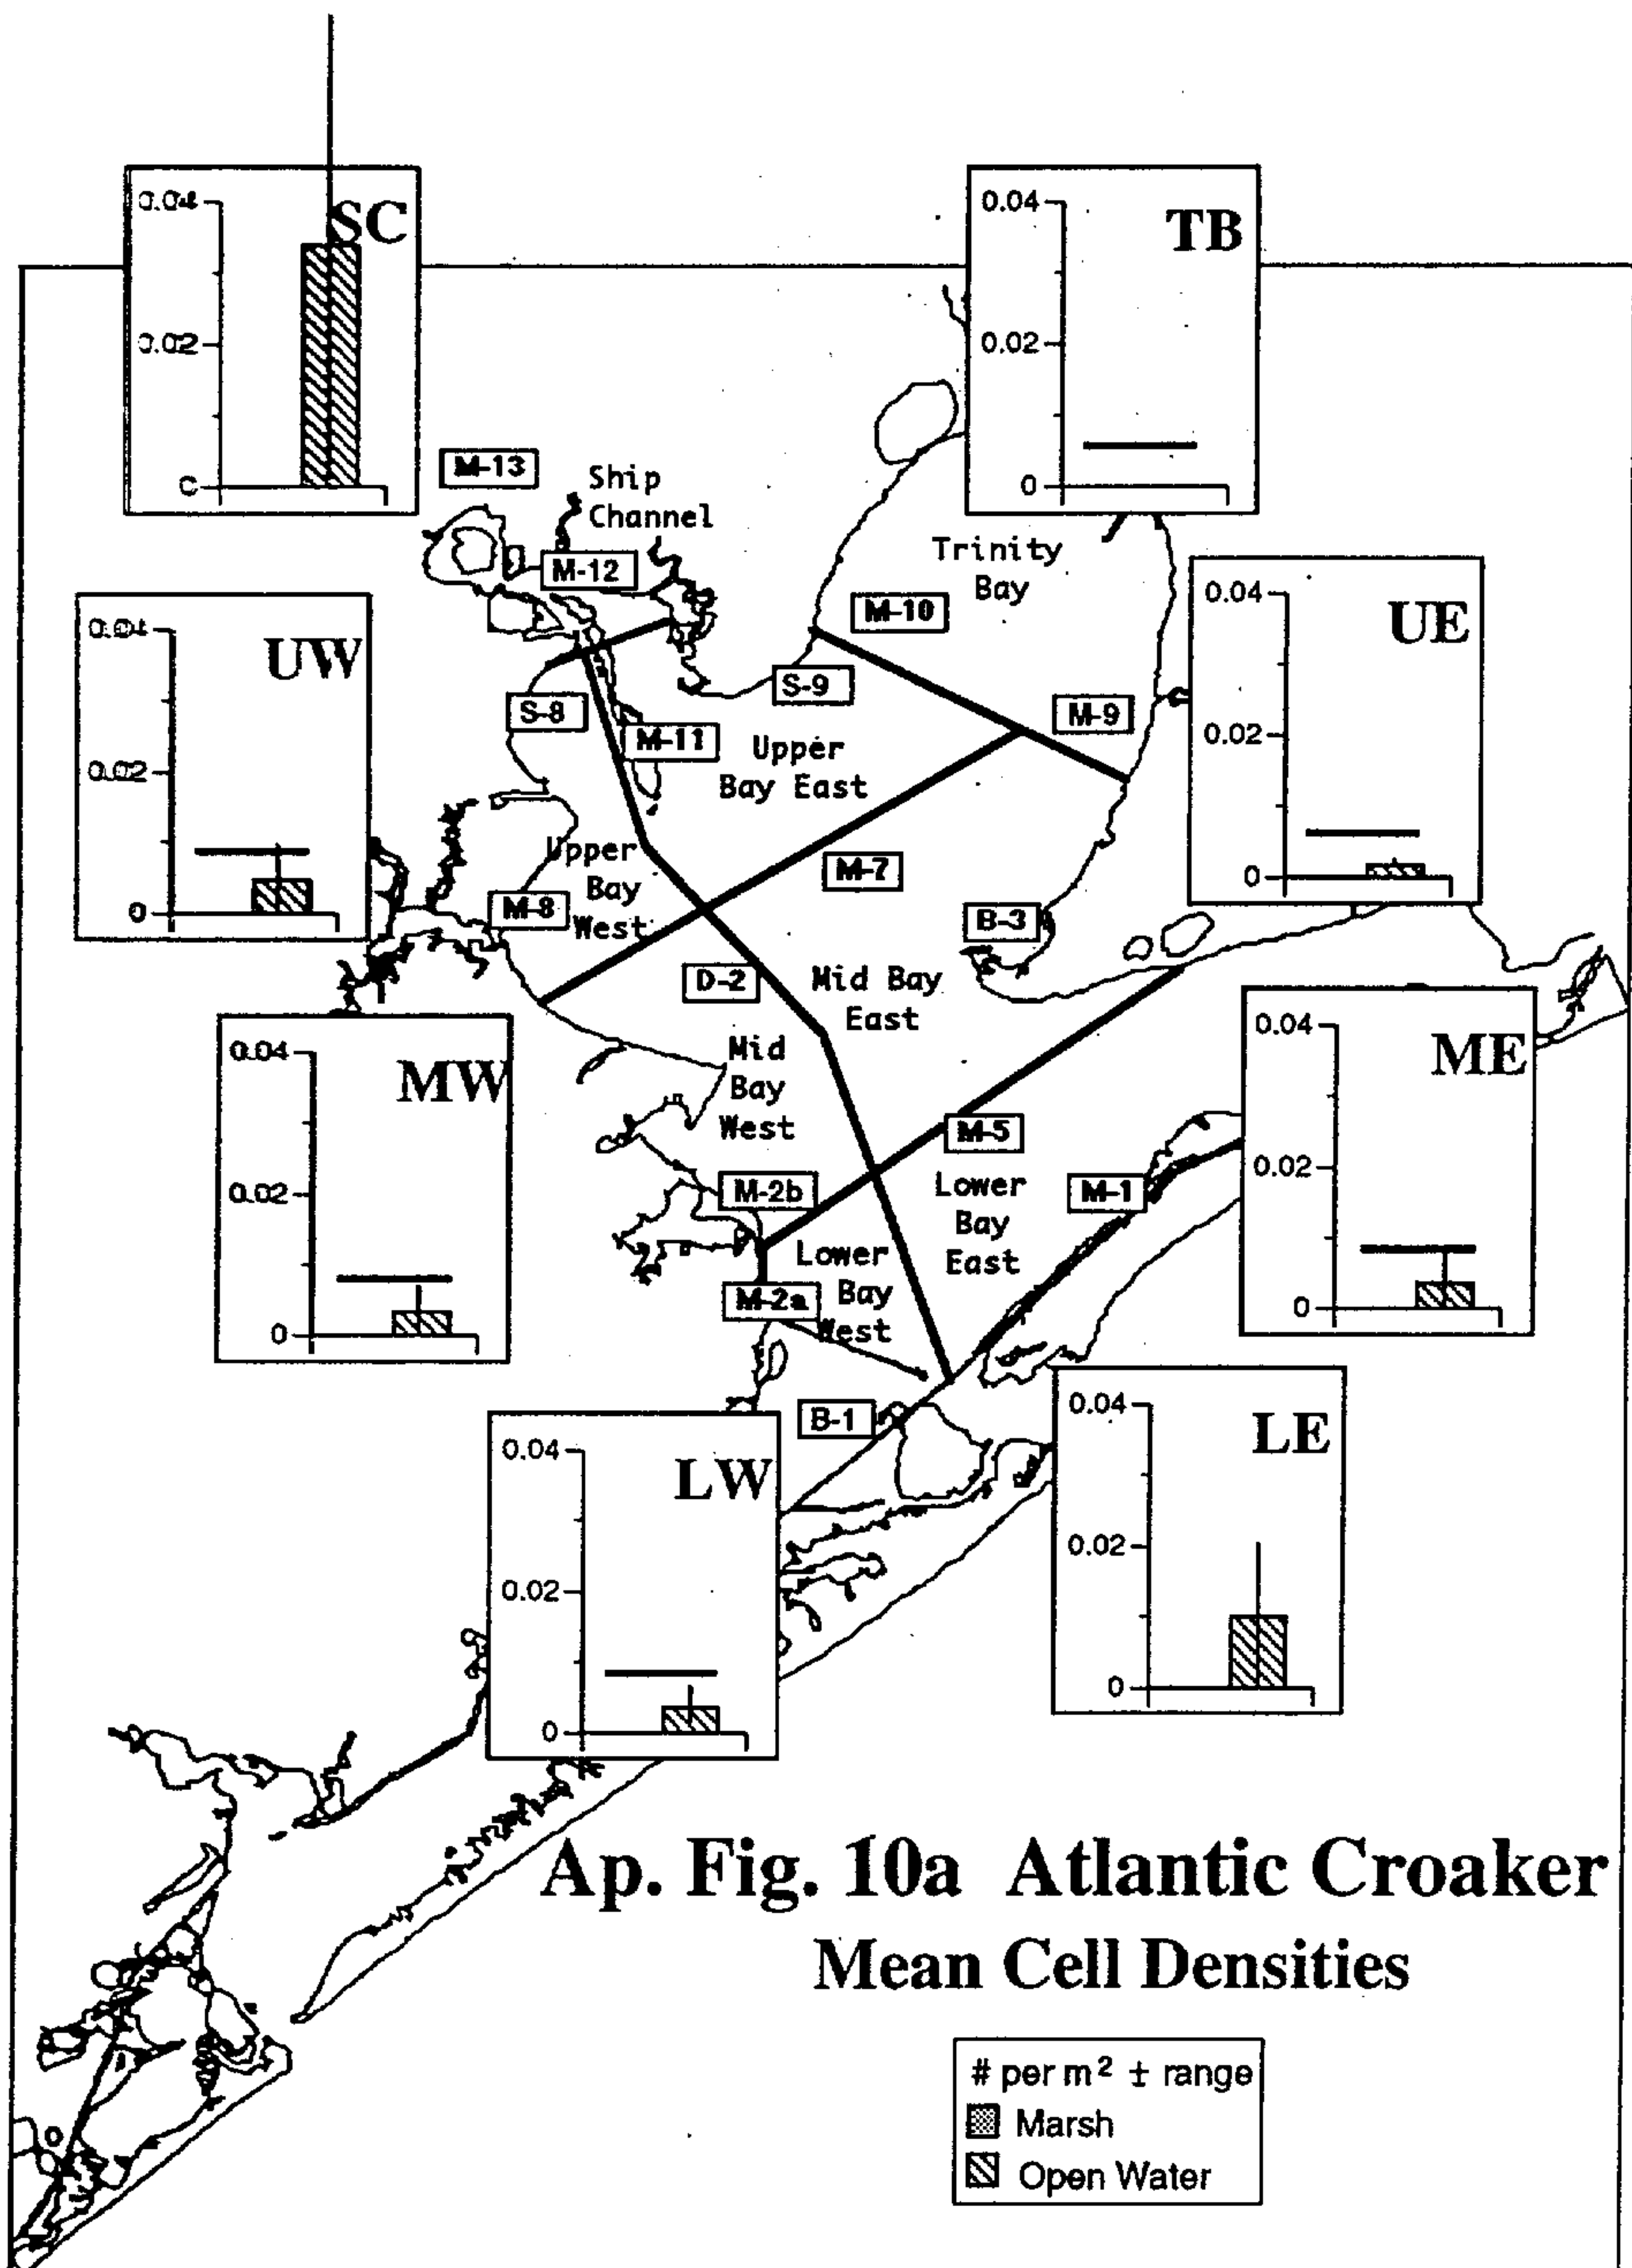 0.04
SC
0.02
C
0.04
TB
0.02
0
M-13
Ship
Channel
M-12
Trinity
Bay
M-10
S-9
S-8
M-9
M-11
Upper
Bay East
0.04
UW
0.02
0
0.04
UE
0.02
0
Upper
Bay
West
M-8
M-7
B-3
D-2
Mid Bay
East
Mid
Bay
West
0.04
MW
0.02
0
0.04
ME
0.02
0
M-5
M-2b
Lower
Bay
East
M-1
Lower
Bay
West
M-2a
B-1
0.04
LW
0.02
0
0.04
LE
0.02
0
Ap. Fig. 10a Atlantic Croaker
Mean Cell Densities
# per m² ± range
Marsh
Open Water